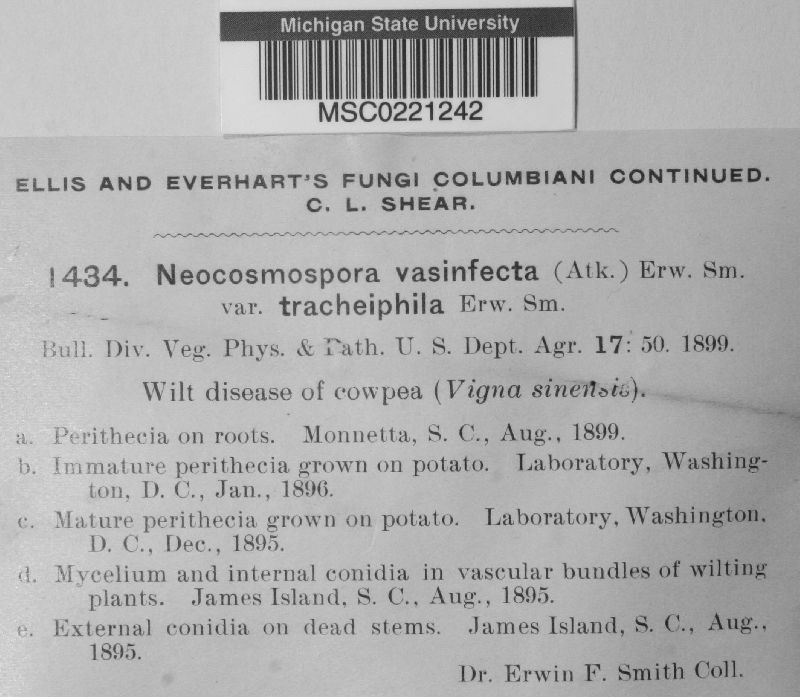 Michigan State University
MSC0221242
ELLIS AND EVERHART'S FUNGI COLUMBIANI CONTINUED.
C. L. SHEAR.
1434. Neocosmospora vasinfecta (Atk.) Erw. Sm.
var. tracheiphila Erw. Sm.
Bull. Div. Veg. Phys. & Path. U. S. Dept. Agr. 17: 50. 1899.
Wilt disease of cowpea (Vigna sinensis).
a. Perithecia on roots. Monnetta, S. C., Aug., 1899.
b. Immature perithecia grown on potato. Laboratory, Washing-
ton, D. C., Jan., 1896.
c. Mature perithecia grown on potato. Laboratory, Washington,
D. C., Dec., 1895.
d. Mycelium and internal conidia in vascular bundles of wilting
plants. James Island, S. C., Aug., 1895.
e. External conidia on dead stems. James Island, S. C., Aug.,
1895.
Dr. Erwin F. Smith Coll.